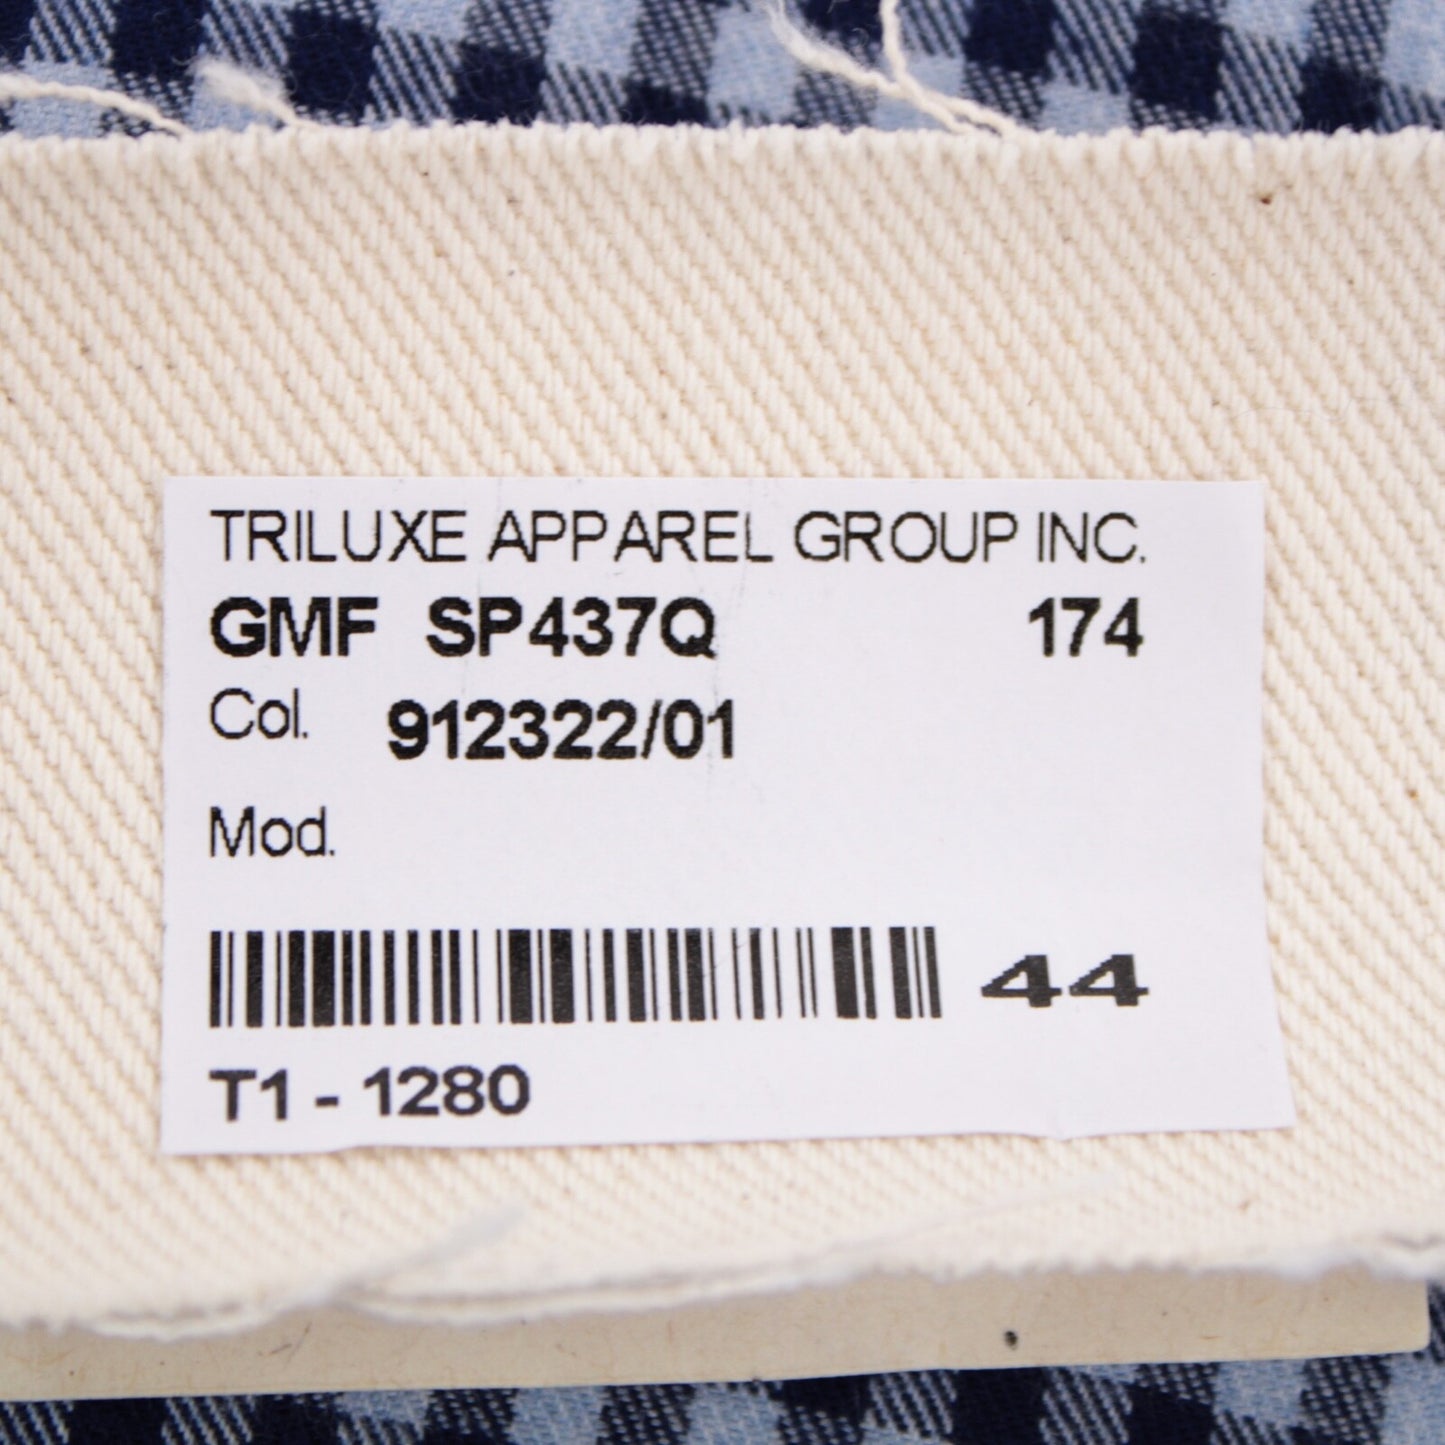 TRILUXE APPAREL GROUP INC.
GMF SP437Q 174
Col. 912322/01
Mod.
44
T1 - 1280